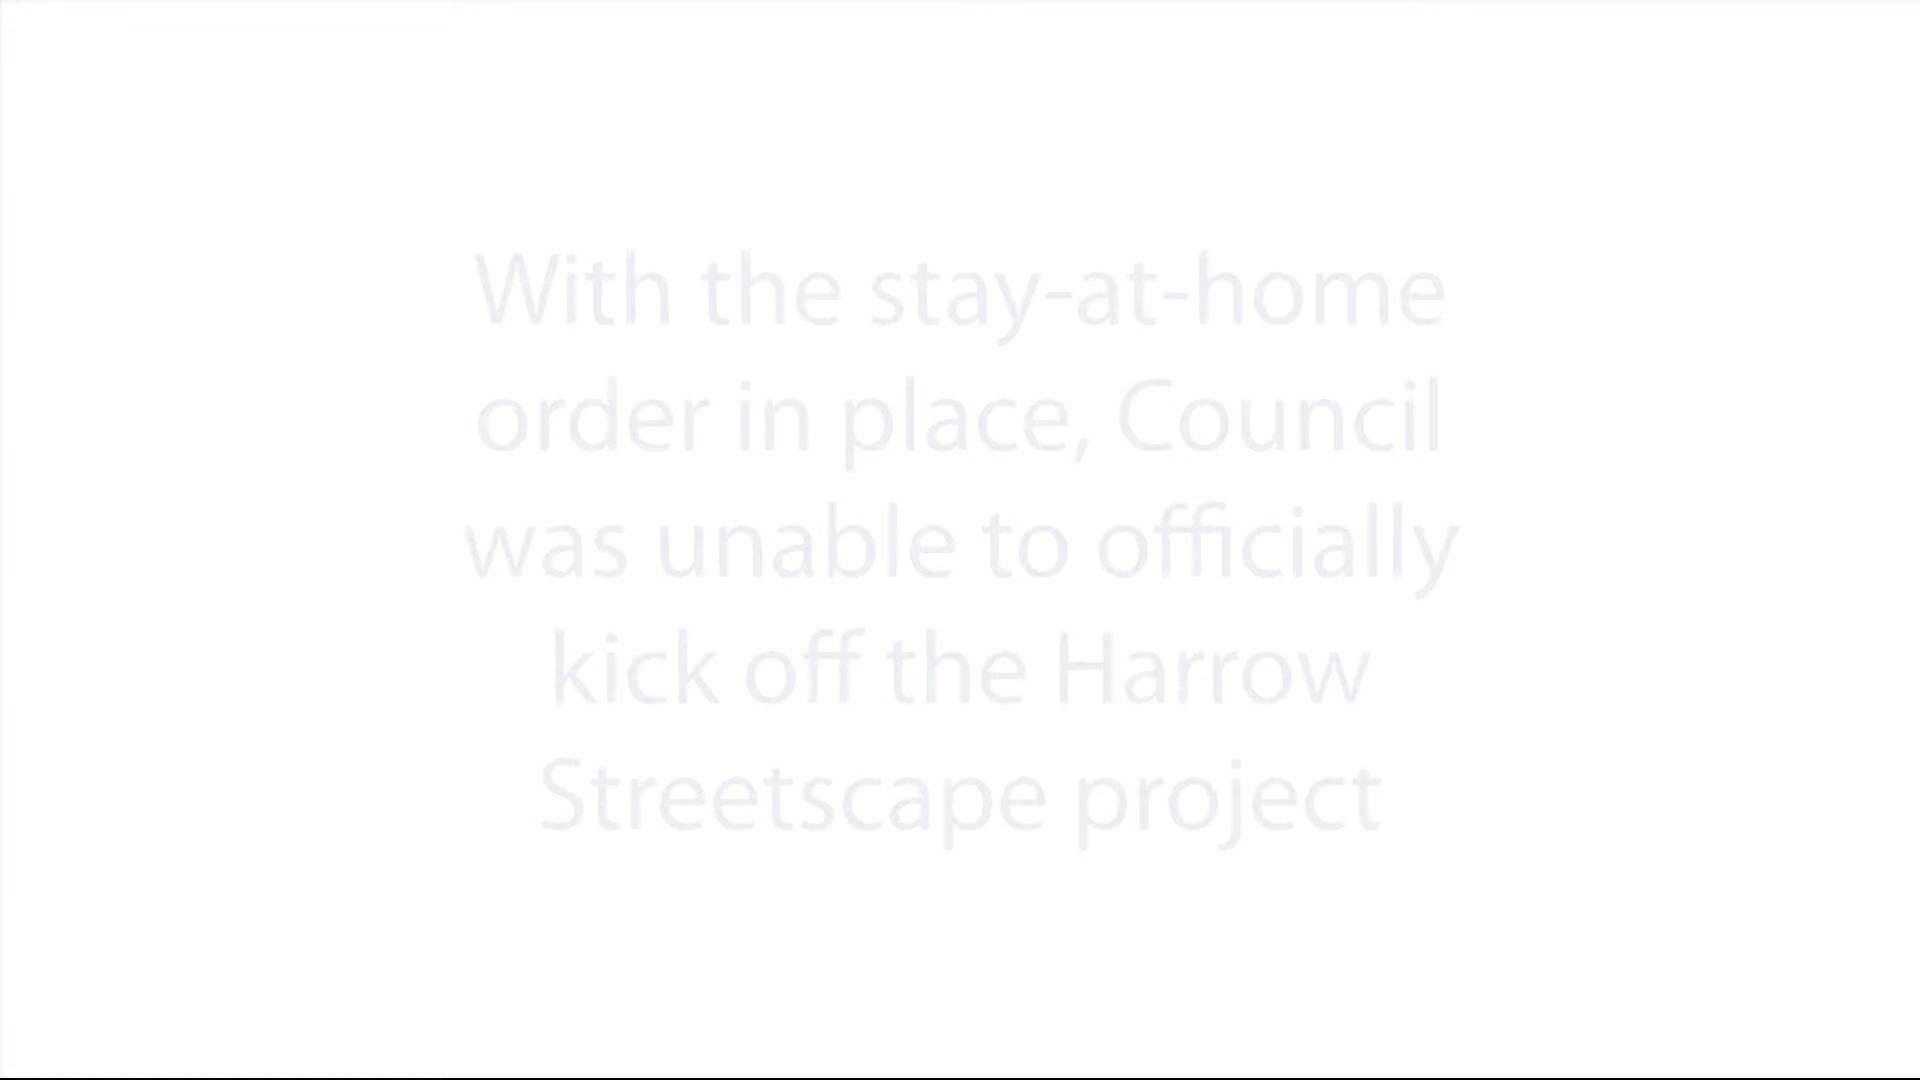 With the stay-at-home
order in place, Council
was unable to officially
kick off the Harrow
Streetscape project